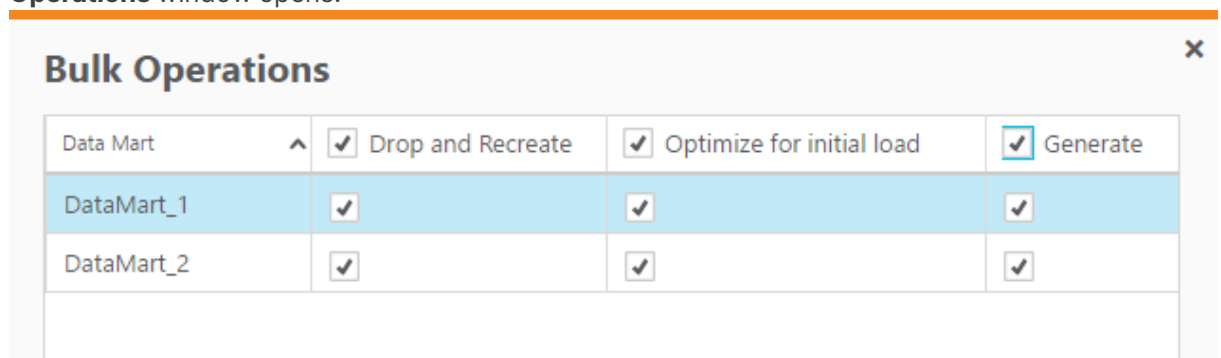 Operations window opens.
Bulk Operations
Data Mart Drop and Recreate Optimize for initial load Generate
DataMart_1
DataMart_2